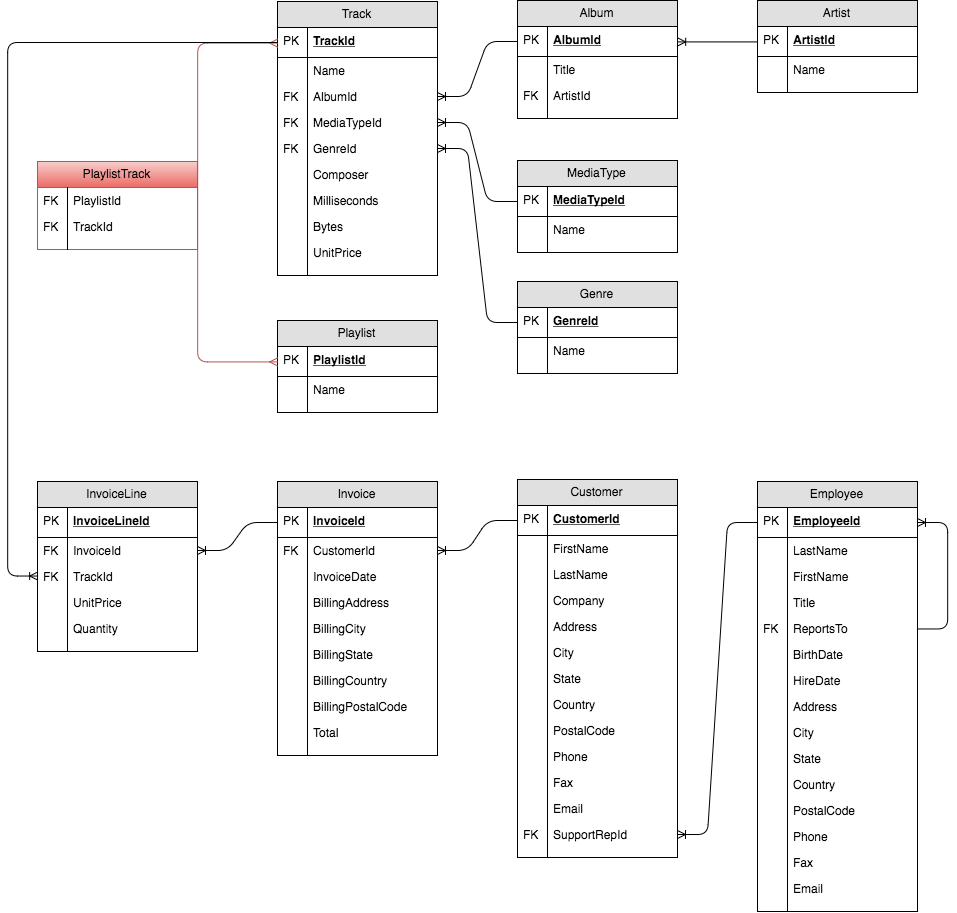 Track
PK TrackId
Name
FK AlbumId
FK MediaTypeId
FK GenreId
Composer
Milliseconds
Bytes
UnitPrice
Album
PK AlbumId
Title
FK ArtistId
Artist
PK ArtistId
Name
PlaylistTrack
FK PlaylistId
FK TrackId
MediaType
PK MediaTypeId
Name
Genre
PK GenreId
Name
Playlist
PK PlaylistId
Name
InvoiceLine
PK InvoiceLineId
FK InvoiceId
FK TrackId
UnitPrice
Quantity
Invoice
PK InvoiceId
FK CustomerId
InvoiceDate
BillingAddress
BillingCity
BillingState
BillingCountry
BillingPostalCode
Total
Customer
PK CustomerId
FirstName
LastName
Company
Address
City
State
Country
PostalCode
Phone
Fax
Email
FK SupportRepId
Employee
PK EmployeeId
LastName
FirstName
Title
FK ReportsTo
BirthDate
HireDate
Address
City
State
Country
PostalCode
Phone
Fax
Email